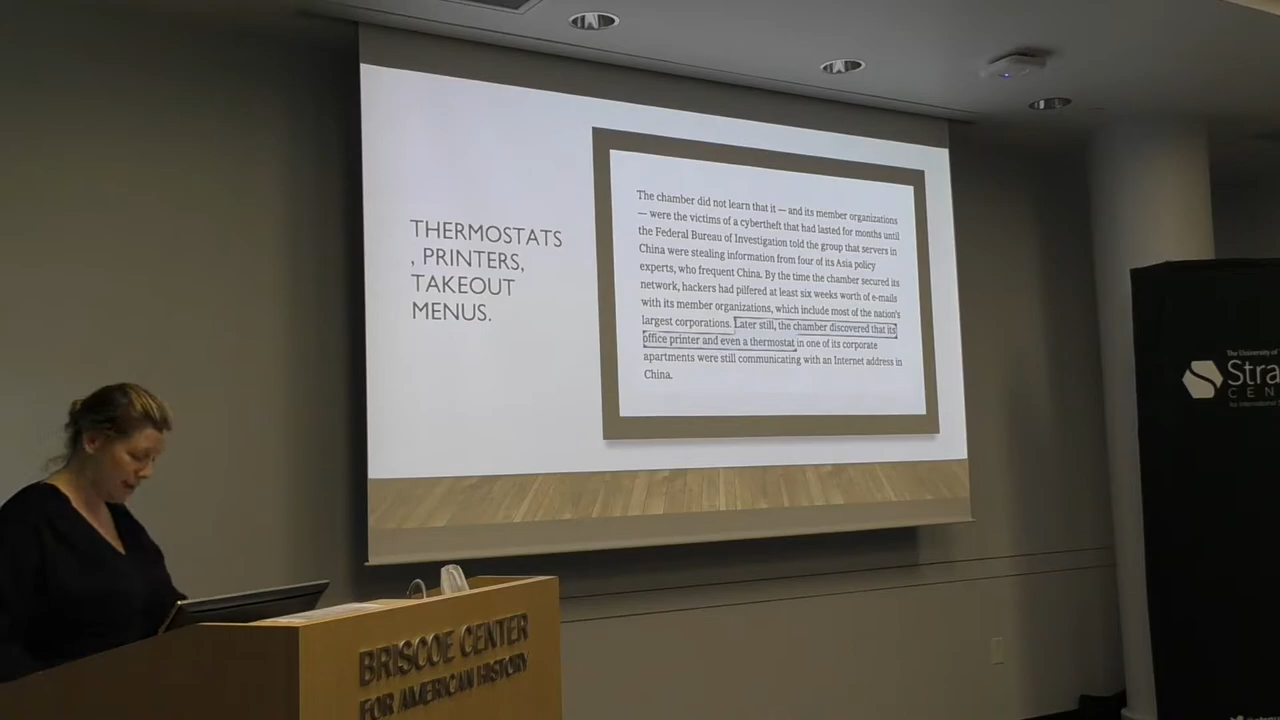 THERMOSTATS
, PRINTERS,
TAKEOUT
MENUS.
The chamber did not learn that it — and its member organizations
— were the victims of a cybertheft that had lasted for months until
the Federal Bureau of Investigation told the group that servers in
China were stealing information from four of its Asia policy
experts, who frequent China. By the time the chamber secured its
network, hackers had pilfered at least six weeks worth of e-mails
with its member organizations, which include most of the nation's
largest corporations. Later still, the chamber discovered that its
office printer and even a thermostat in one of its corporate
apartments were still communicating with an Internet address in
China.
The University of
Stra
CEN
for International
BRISCOE CENTER
FOR AMERICAN HISTORY